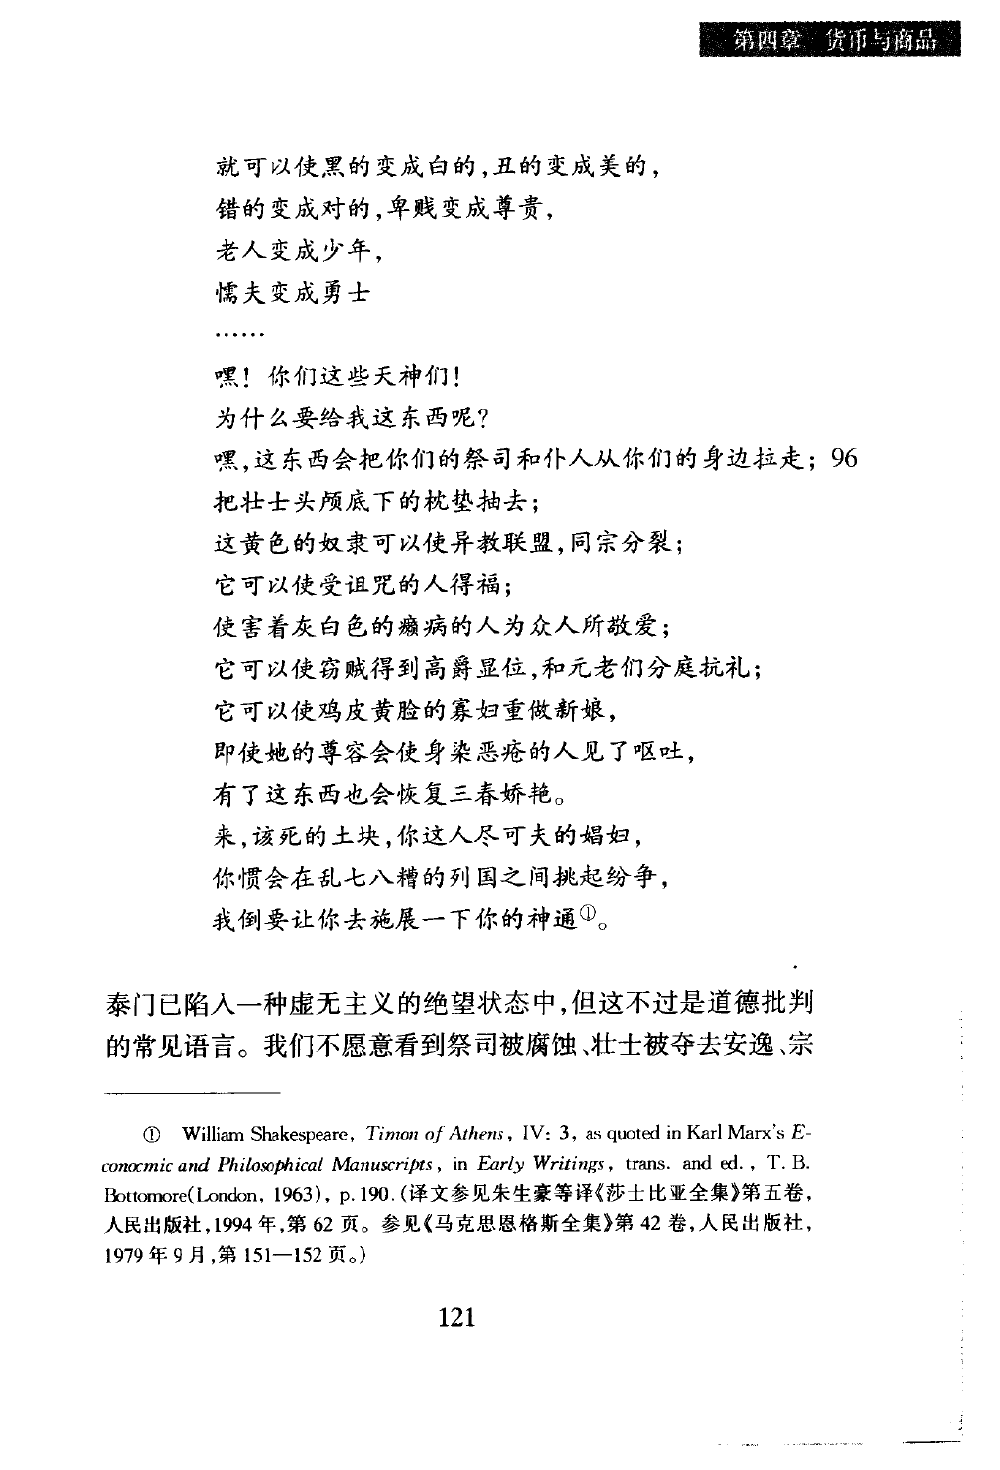 第四章 货币与商品
就可以使黑的变成白的,丑的变成美的,
错的变成对的,卑贱变成尊贵,
老人变成少年,
懦夫变成勇士
……
嘿！你们这些天神们！
为什么要给我这东西呢?
嘿,这东西会把你们的祭司和仆人从你们的身边拉走; 96
把壮士头颅底下的枕垫抽去;
这黄色的奴隶可以使异教联盟,同宗分裂;
它可以使受诅咒的人得福;
使害着灰白色的癞病的人为众人所敬爱;
它可以使窃贼得到高爵显位,和元老们分庭抗礼;
它可以使鸡皮黄脸的寡妇重做新娘,
即使她的尊容会使身染恶疮的人见了呕吐,
有了这东西也会恢复三春娇艳。
来,该死的土块,你这人尽可夫的娼妇,
你惯会在乱七八糟的列国之间挑起纷争,
我倒要让你去施展一下你的神通①。
泰门已陷入一种虚无主义的绝望状态中,但这不过是道德批判
的常见语言。我们不愿意看到祭司被腐蚀、壮士被夺去安逸、宗
① William Shakespeare, Timon of Athens, IV: 3, as quoted in Karl Marx's E-
conocmic and Philosophical Manuscripts, in Early Writings, trans. and ed., T. B.
Bottomore(London, 1963), p. 190. (译文参见朱生豪等译《莎士比亚全集》第五卷,
人民出版社,1994 年,第 62 页。参见《马克思恩格斯全集》第 42 卷,人民出版社,
1979 年 9 月,第 151—152 页。)
121